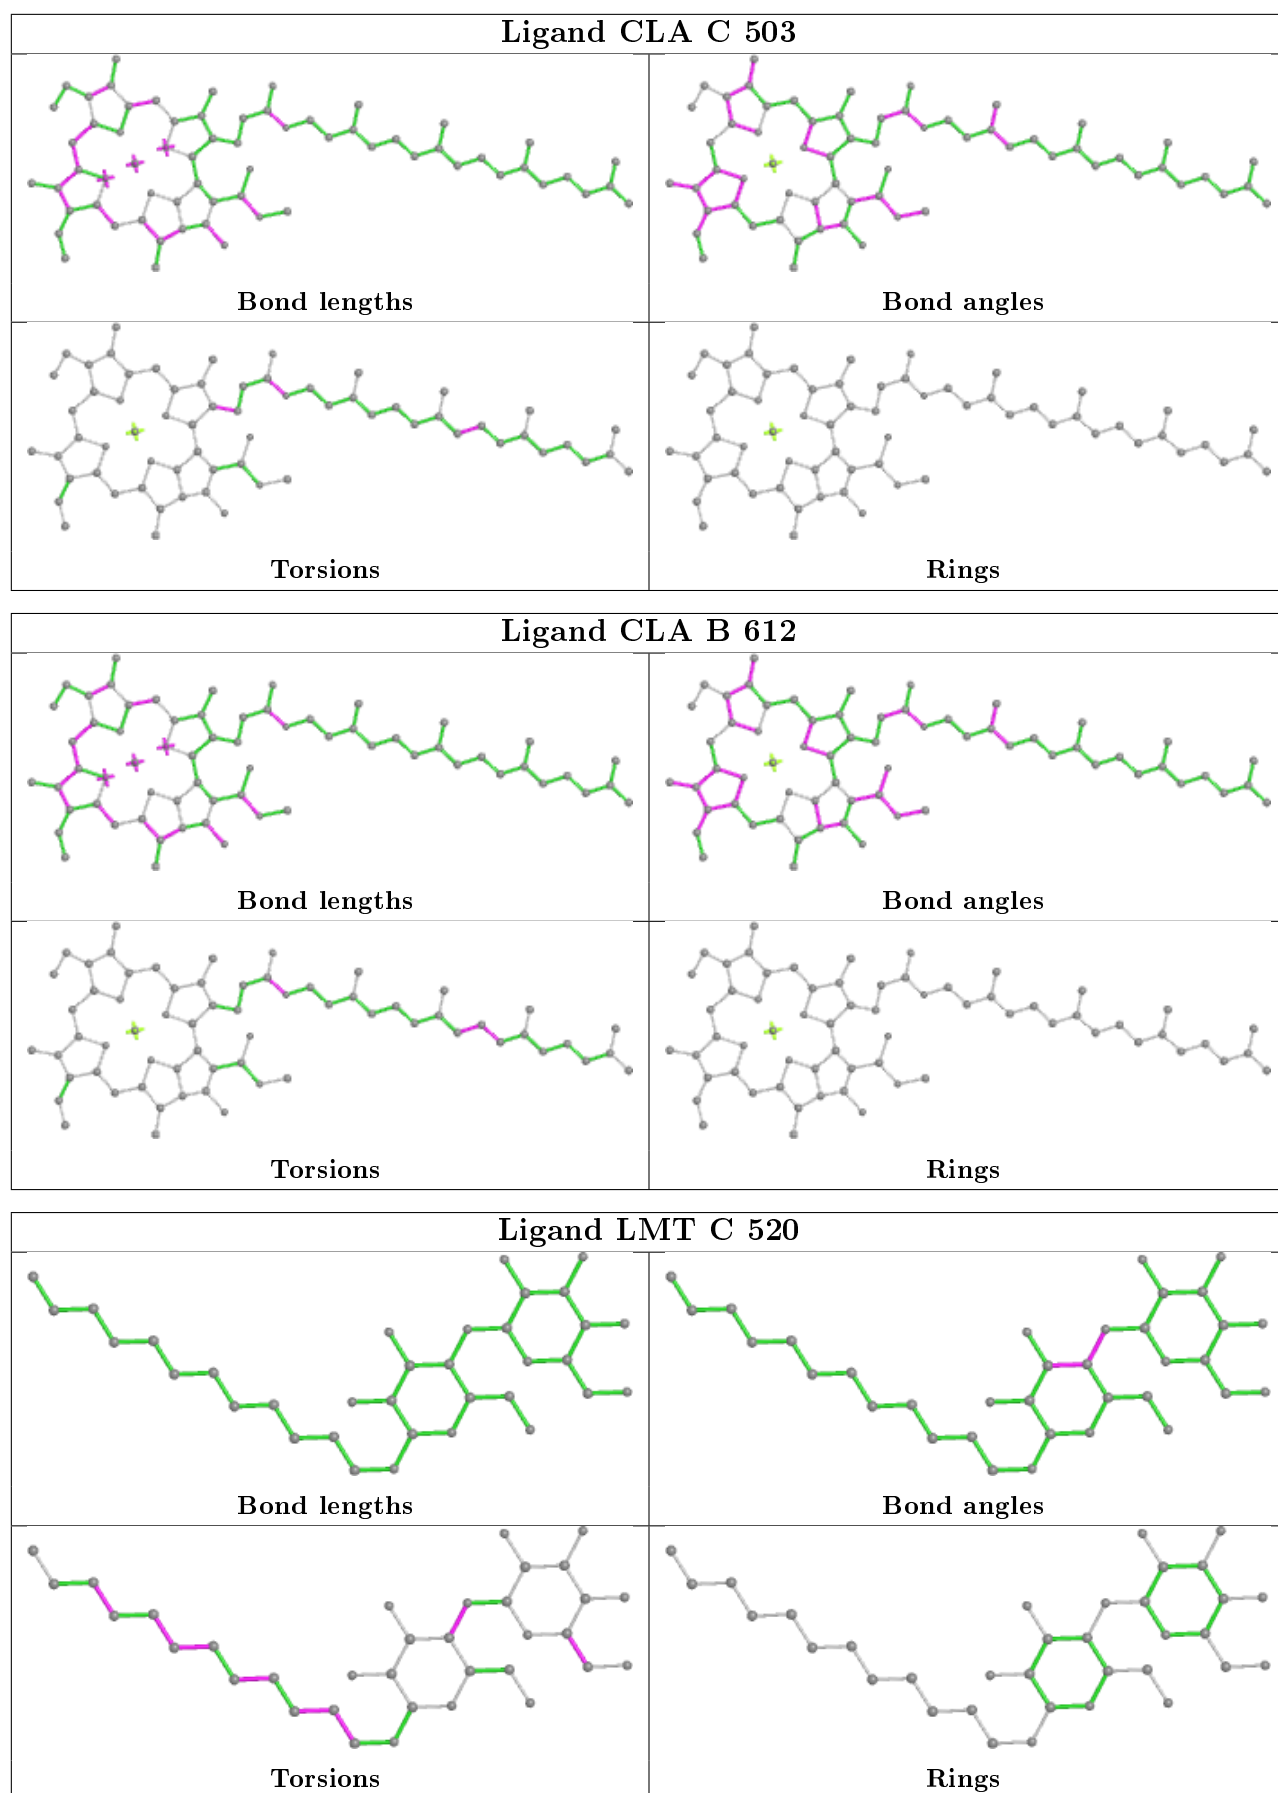 Ligand CLA C 503
Bond lengths
Bond angles
Torsions
Rings
Ligand CLA B 612
Bond lengths
Bond angles
Torsions
Rings
Ligand LMT C 520
Bond lengths
Bond angles
Torsions
Rings